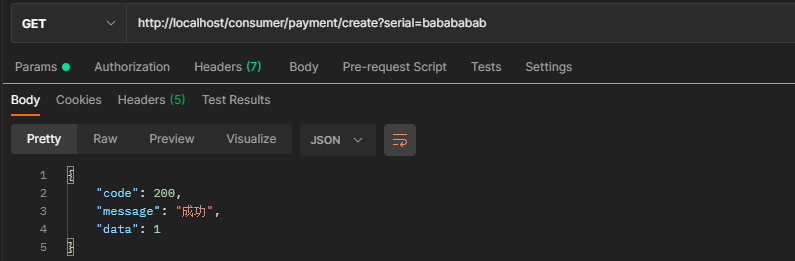 GET http://localhost/consumer/payment/create?serial=babababab
Params Authorization Headers (7) Body Pre-request Script Tests Settings
Body Cookies Headers (5) Test Results
Pretty Raw Preview Visualize JSON
1 {
2 "code": 200,
3 "message": "成功",
4 "data": 1
5 }